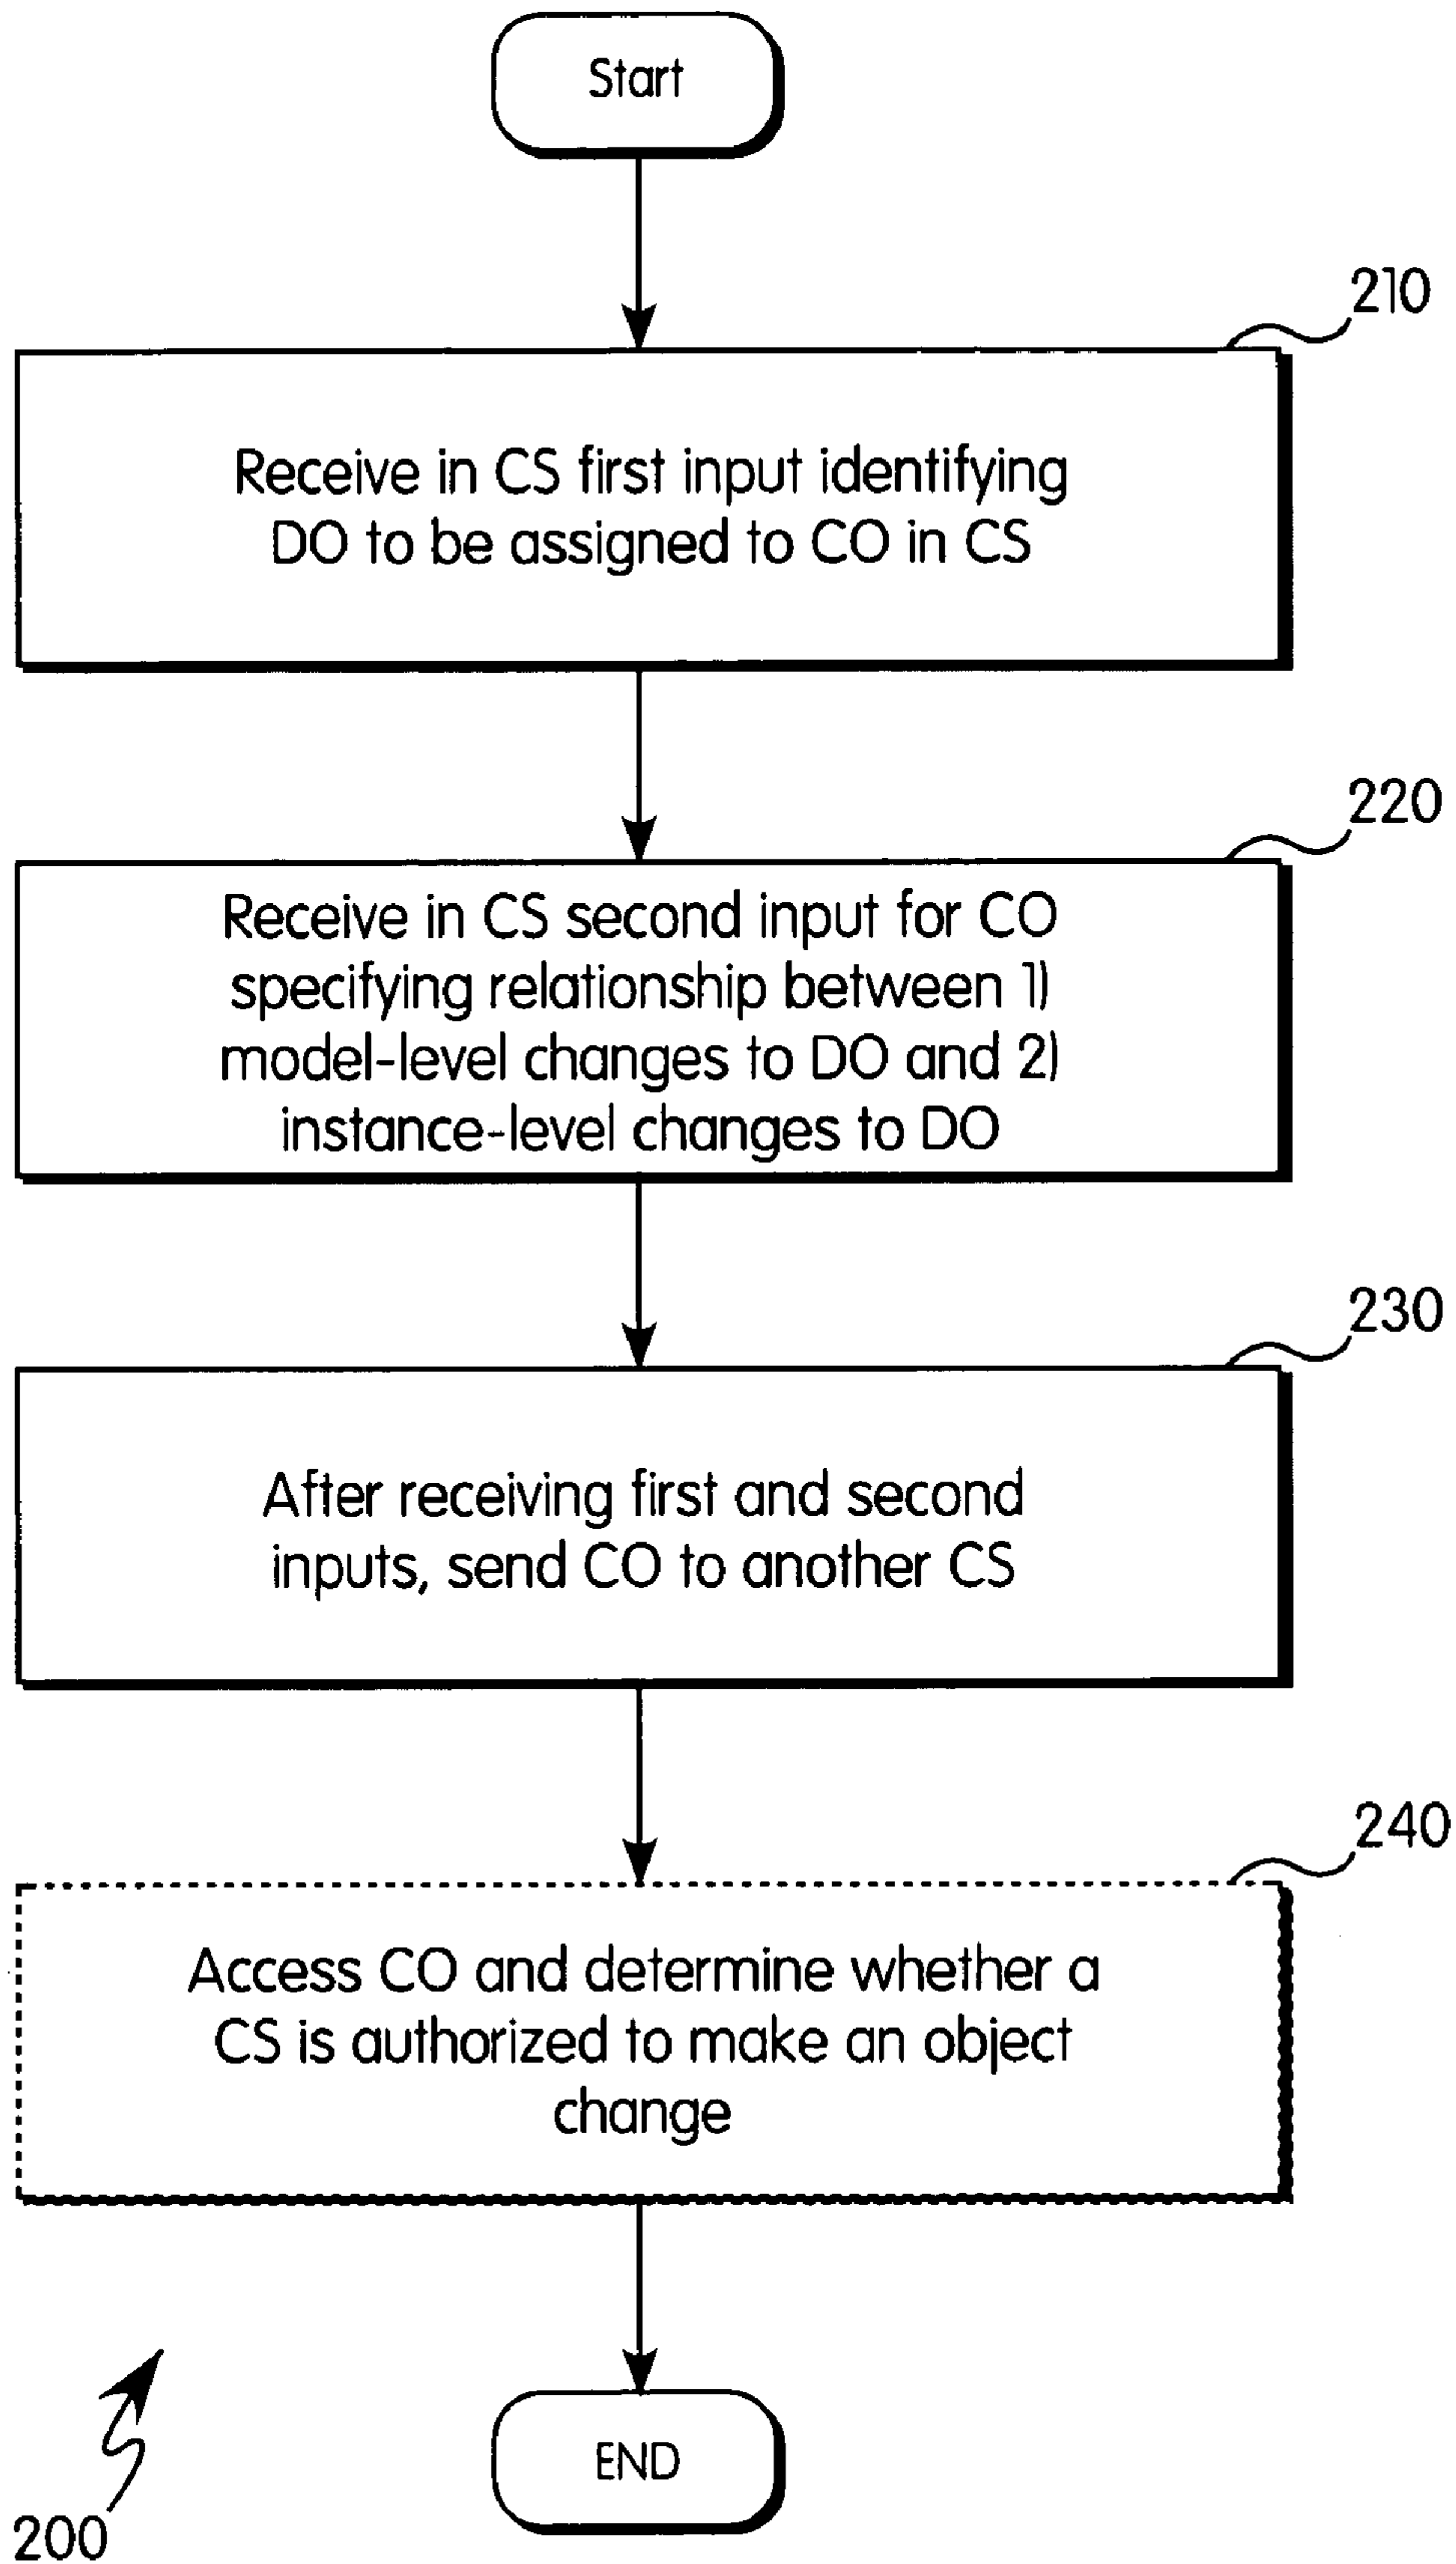 Start
210
Receive in CS first input identifying
DO to be assigned to CO in CS
220
Receive in CS second input for CO
specifying relationship between 1)
model-level changes to DO and 2)
instance-level changes to DO
230
After receiving first and second
inputs, send CO to another CS
240
Access CO and determine whether a
CS is authorized to make an object
change
END
200